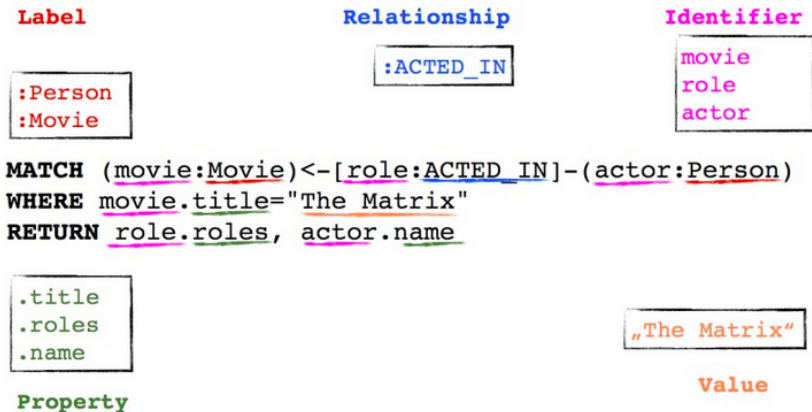 Label
Relationship
Identifier
:ACTED_IN
movie
role
actor
:Person
:Movie
MATCH (movie:Movie)<-[role:ACTED_IN]-(actor:Person)
WHERE movie.title="The Matrix"
RETURN role.roles, actor.name
.title
.roles
.name
„The Matrix“
Value
Property